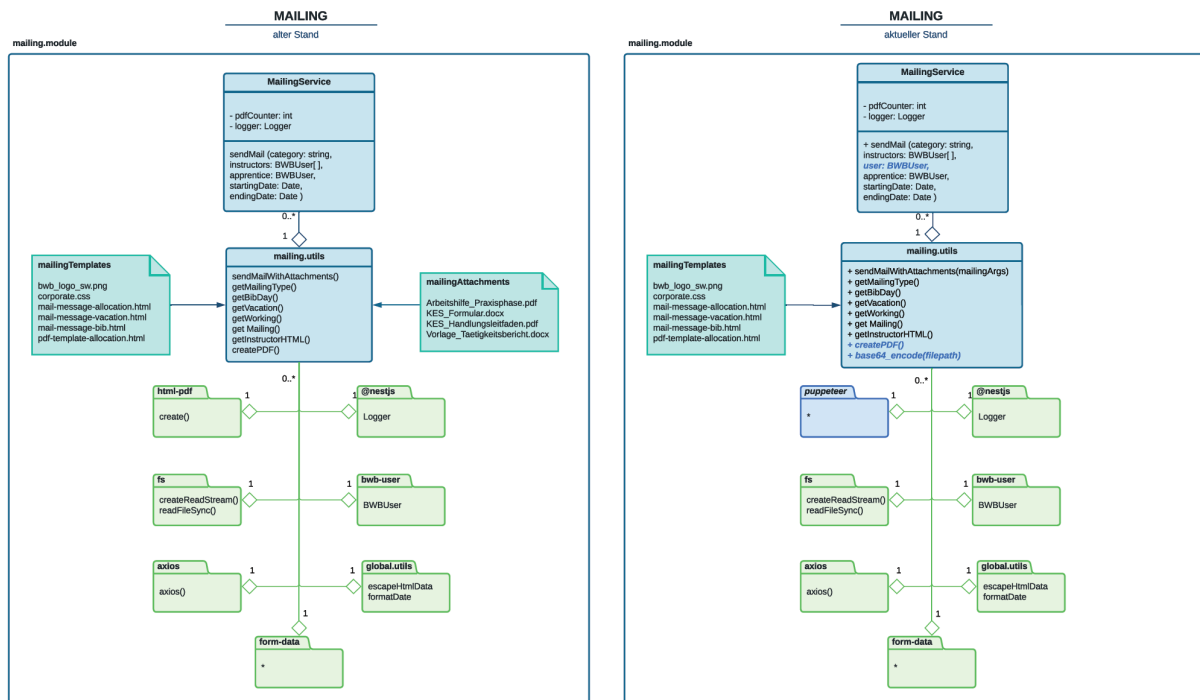 MAILING
alter Stand
mailing.module
MailingService
- pdfCounter: int
- logger: Logger
sendMail (category: string,
instructors: BWBUser[ ],
apprentice: BWBUser,
startingDate: Date,
endingDate: Date )
0..*
1
mailingTemplates
bwb_logo_sw.png
corporate.css
mail-message-allocation.html
mail-message-vacation.html
mail-message-bib.html
pdf-template-allocation.html
mailing.utils
sendMailWithAttachments()
getMailingType()
getBibDay()
getVacation()
getWorking()
get Mailing()
getInstructorHTML()
createPDF()
mailingAttachments
Arbeitshilfe_Praxisphase.pdf
KES_Formular.docx
KES_Handlungsleitfaden.pdf
Vorlage_Taetigkeitsbericht.docx
0..*
html-pdf
create()
1
1
@nestjs
Logger
fs
createReadStream()
readFileSync()
1
1
bwb-user
BWBUser
axios
axios()
1
1
global.utils
escapeHtmlData
formatDate
1
form-data
*
MAILING
aktueller Stand
mailing.module
MailingService
- pdfCounter: int
- logger: Logger
+ sendMail (category: string,
instructors: BWBUser[ ],
user: BWBUser,
apprentice: BWBUser,
startingDate: Date,
endingDate: Date )
0..*
1
mailingTemplates
bwb_logo_sw.png
corporate.css
mail-message-allocation.html
mail-message-vacation.html
mail-message-bib.html
pdf-template-allocation.html
mailing.utils
+ sendMailWithAttachments(mailingArgs)
+ getMailingType()
+ getBibDay()
+ getVacation()
+ getWorking()
+ get Mailing()
+ getInstructorHTML()
+ createPDF()
+ base64_encode(filepath)
0..*
puppeteer
*
1
1
@nestjs
Logger
fs
createReadStream()
readFileSync()
1
1
bwb-user
BWBUser
axios
axios()
1
1
global.utils
escapeHtmlData
formatDate
1
form-data
*